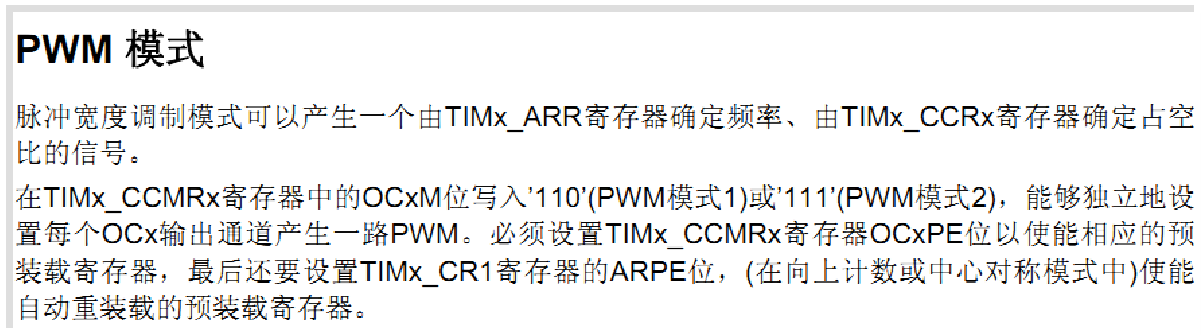 PWM 模式
脉冲宽度调制模式可以产生一个由TIMx_ARR寄存器确定频率、由TIMx_CCRx寄存器确定占空
比的信号。
在TIMx_CCMRx寄存器中的OCxM位写入’110’(PWM模式1)或’111’(PWM模式2)，能够独立地设
置每个OCx输出通道产生一路PWM。必须设置TIMx_CCMRx寄存器OCxPE位以使能相应的预
装载寄存器，最后还要设置TIMx_CR1寄存器的ARPE位，(在向上计数或中心对称模式中)使能
自动重装载的预装载寄存器。